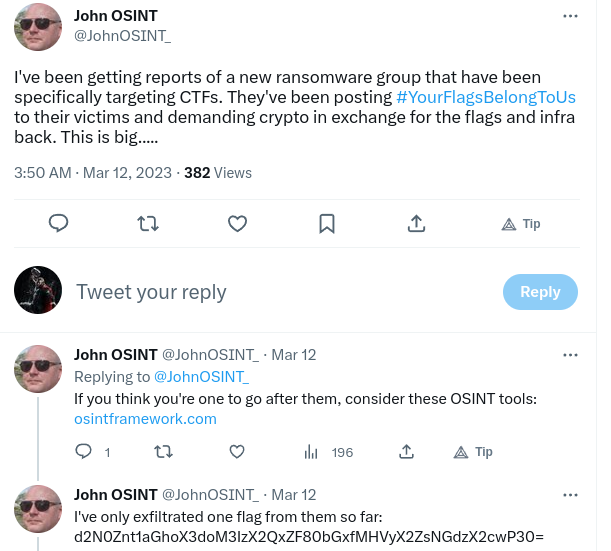 John OSINT
@JohnOSINT_
I've been getting reports of a new ransomware group that have been
specifically targeting CTFs. They've been posting #YourFlagsBelongToUs
to their victims and demanding crypto in exchange for the flags and infra
back. This is big.....
3:50 AM · Mar 12, 2023 · 382 Views
Tip
Tweet your reply
Reply
John OSINT @JohnOSINT_ · Mar 12
Replying to @JohnOSINT_
If you think you're one to go after them, consider these OSINT tools:
osintframework.com
1 196 Tip
John OSINT @JohnOSINT_ · Mar 12
I've only exfiltrated one flag from them so far:
d2N0Znt1aGhoX3doM3IzX2QxZF80bGxfMHVyX2ZsNGdzX2cwP30=